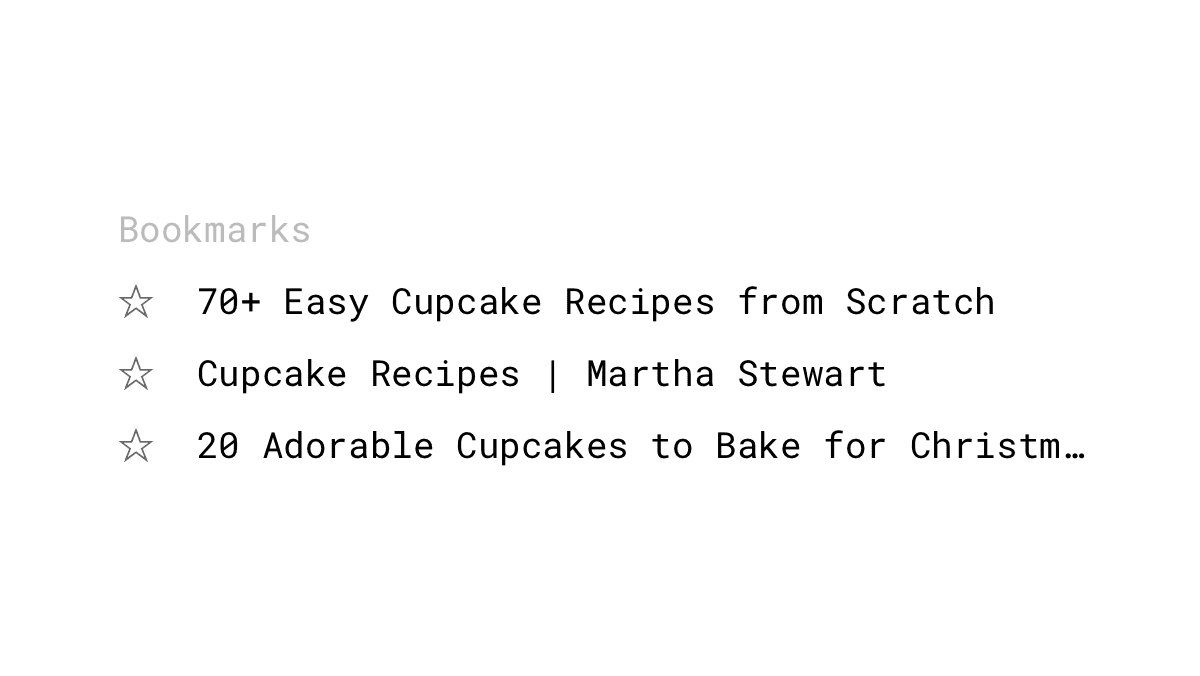 Bookmarks
☆ 70+ Easy Cupcake Recipes from Scratch
☆ Cupcake Recipes | Martha Stewart
☆ 20 Adorable Cupcakes to Bake for Christm…